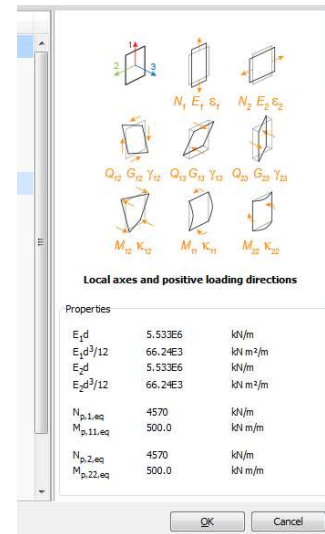 1
2
3
N1 E1 ε1
N2 E2 ε2
Q12 G12 γ12
Q13 G13 γ13
Q23 G23 γ23
M12 κ12
M11 κ11
M22 κ22
Local axes and positive loading directions
Properties
E1d 5.533E6 kN/m
E1d³/12 66.24E3 kN m²/m
E2d 5.533E6 kN/m
E2d³/12 66.24E3 kN m²/m
Np,1,eq 4570 kN/m
Mp,11,eq 500.0 kN m/m
Np,2,eq 4570 kN/m
Mp,22,eq 500.0 kN m/m
OK
Cancel